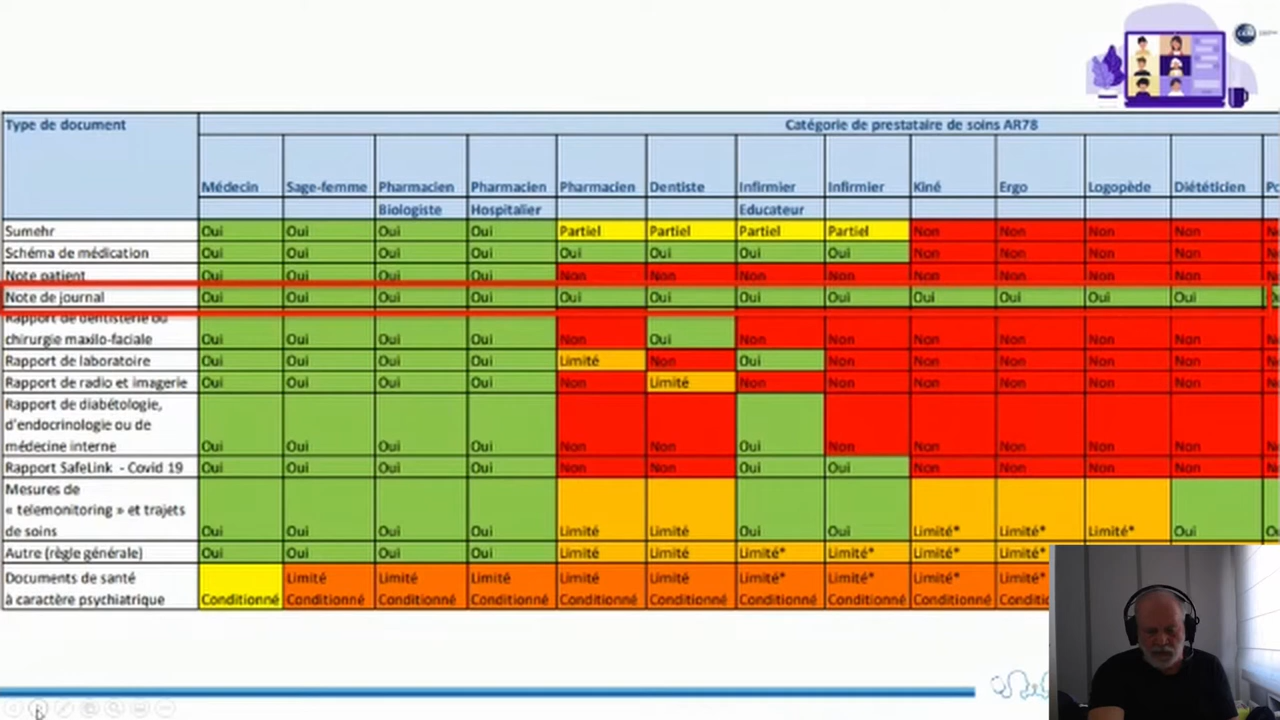 Type de document
Catégorie de prestataire de soins AR78
Médecin Sage-femme Pharmacien Pharmacien Pharmacien Dentiste Infirmier Infirmier Kiné Ergo Logopède Diététicien
Biologiste Hospitalier Educateur
Sumehr Oui Oui Oui Oui Partiel Partiel Partiel Partiel Non Non Non Non
Schéma de médication Oui Oui Oui Oui Oui Oui Oui Oui Non Non Non Non
Note patient Oui Oui Oui Oui Non Non Non Non Non Non Non Non
Note de journal Oui Oui Oui Oui Oui Oui Oui Oui Oui Oui Oui Oui
Rapport de dentisterie ou
chirurgie maxilo-faciale Oui Oui Oui Oui Non Oui Non Non Non Non Non Non
Rapport de laboratoire Oui Oui Oui Oui Limité Non Oui Non Non Non Non Non
Rapport de radio et imagerie Oui Oui Oui Oui Non Limité Non Non Non Non Non Non
Rapport de diabétologie,
d'endocrinologie ou de
médecine interne Oui Oui Oui Oui Non Non Oui Non Non Non Non Non
Rapport SafeLink - Covid 19 Oui Oui Oui Oui Non Non Oui Oui Non Non Non Non
Mesures de
« telemonitoring » et trajets
de soins Oui Oui Oui Oui Limité Limité Oui Oui Limité* Limité* Limité* Oui
Autre (règle générale) Oui Oui Oui Oui Limité Limité Limité* Limité* Limité* Limité*
Documents de santé Limité Limité Limité Limité Limité Limité* Limité* Limité* Limité*
à caractère psychiatrique Conditionné Conditionné Conditionné Conditionné Conditionné Conditionné Conditionné Conditionné Conditionné